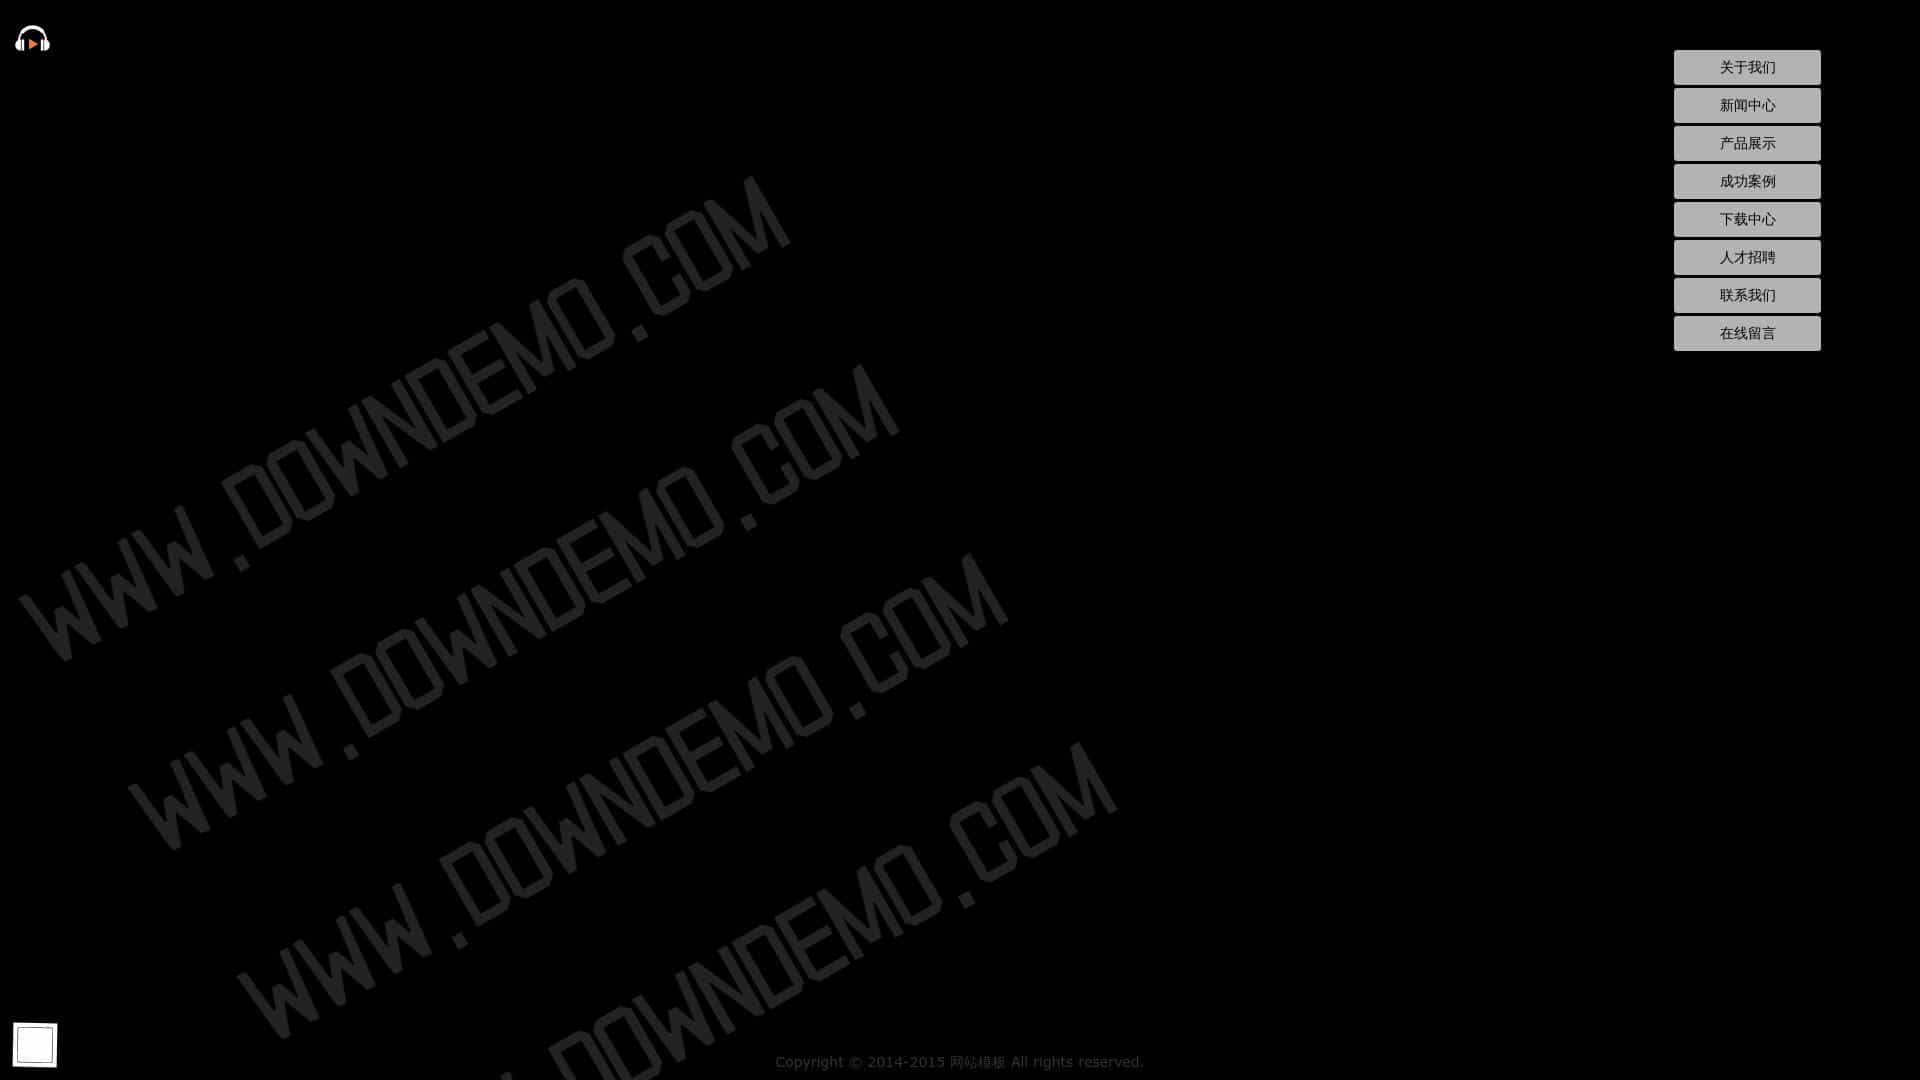 关于我们
新闻中心
产品展示
成功案例
下载中心
人才招聘
联系我们
在线留言
WWW.DOWNDEMO.COM
WWW.DOWNDEMO.COM
WWW.DOWNDEMO.COM
DOWNDEMO.COM
Copyright © 2014-2015 网站模板 All rights reserved.